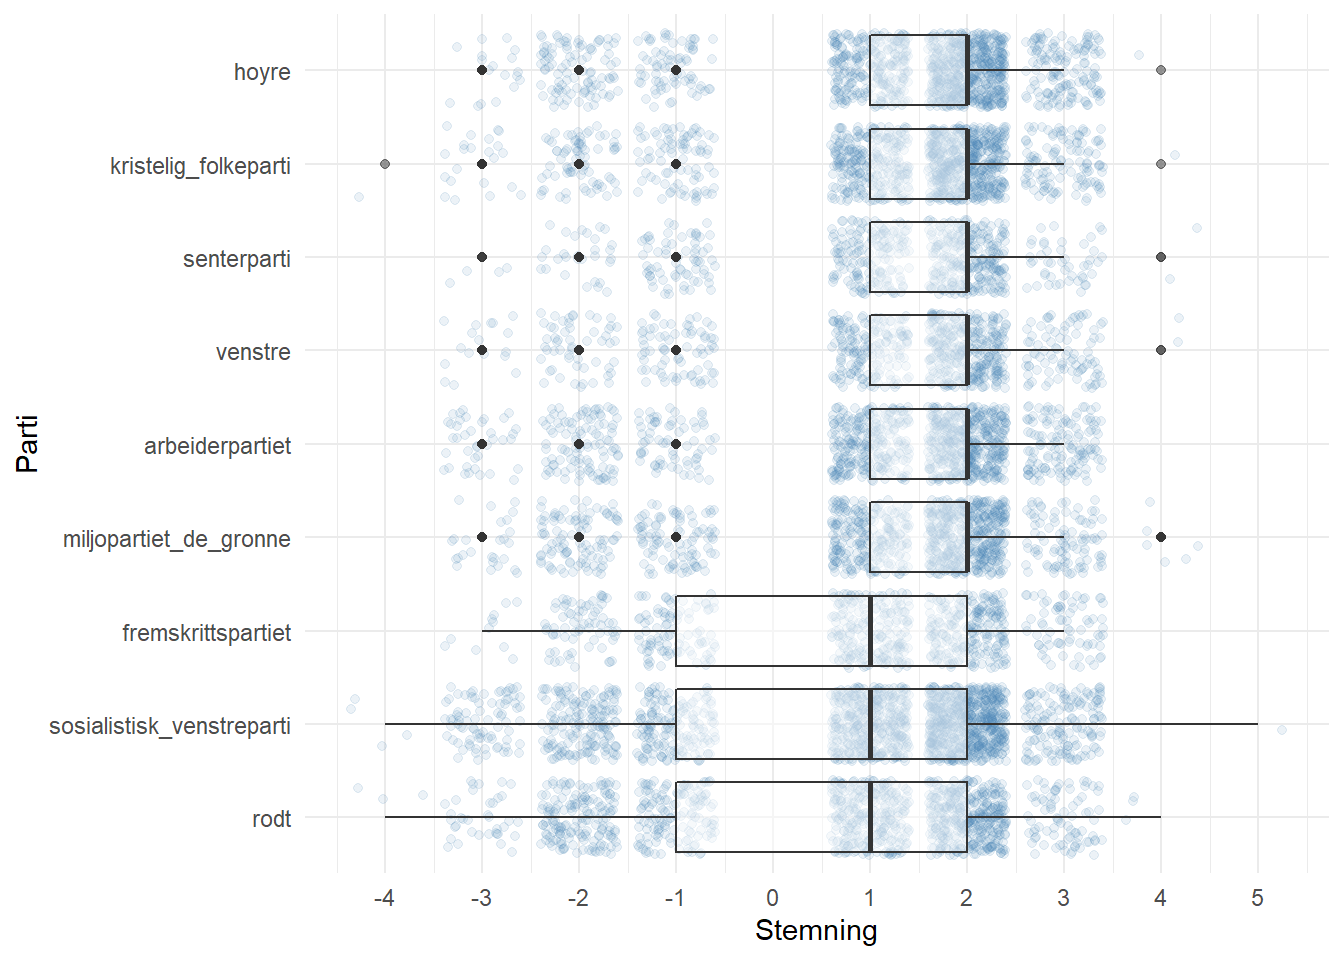 hoyre
kristelig_folkeparti
senterparti
venstre
arbeiderpartiet
miljopartiet_de_gronne
fremskrittspartiet
sosialistisk_venstreparti
rodt
Parti
-4 -3 -2 -1 0 1 2 3 4 5
Stemning